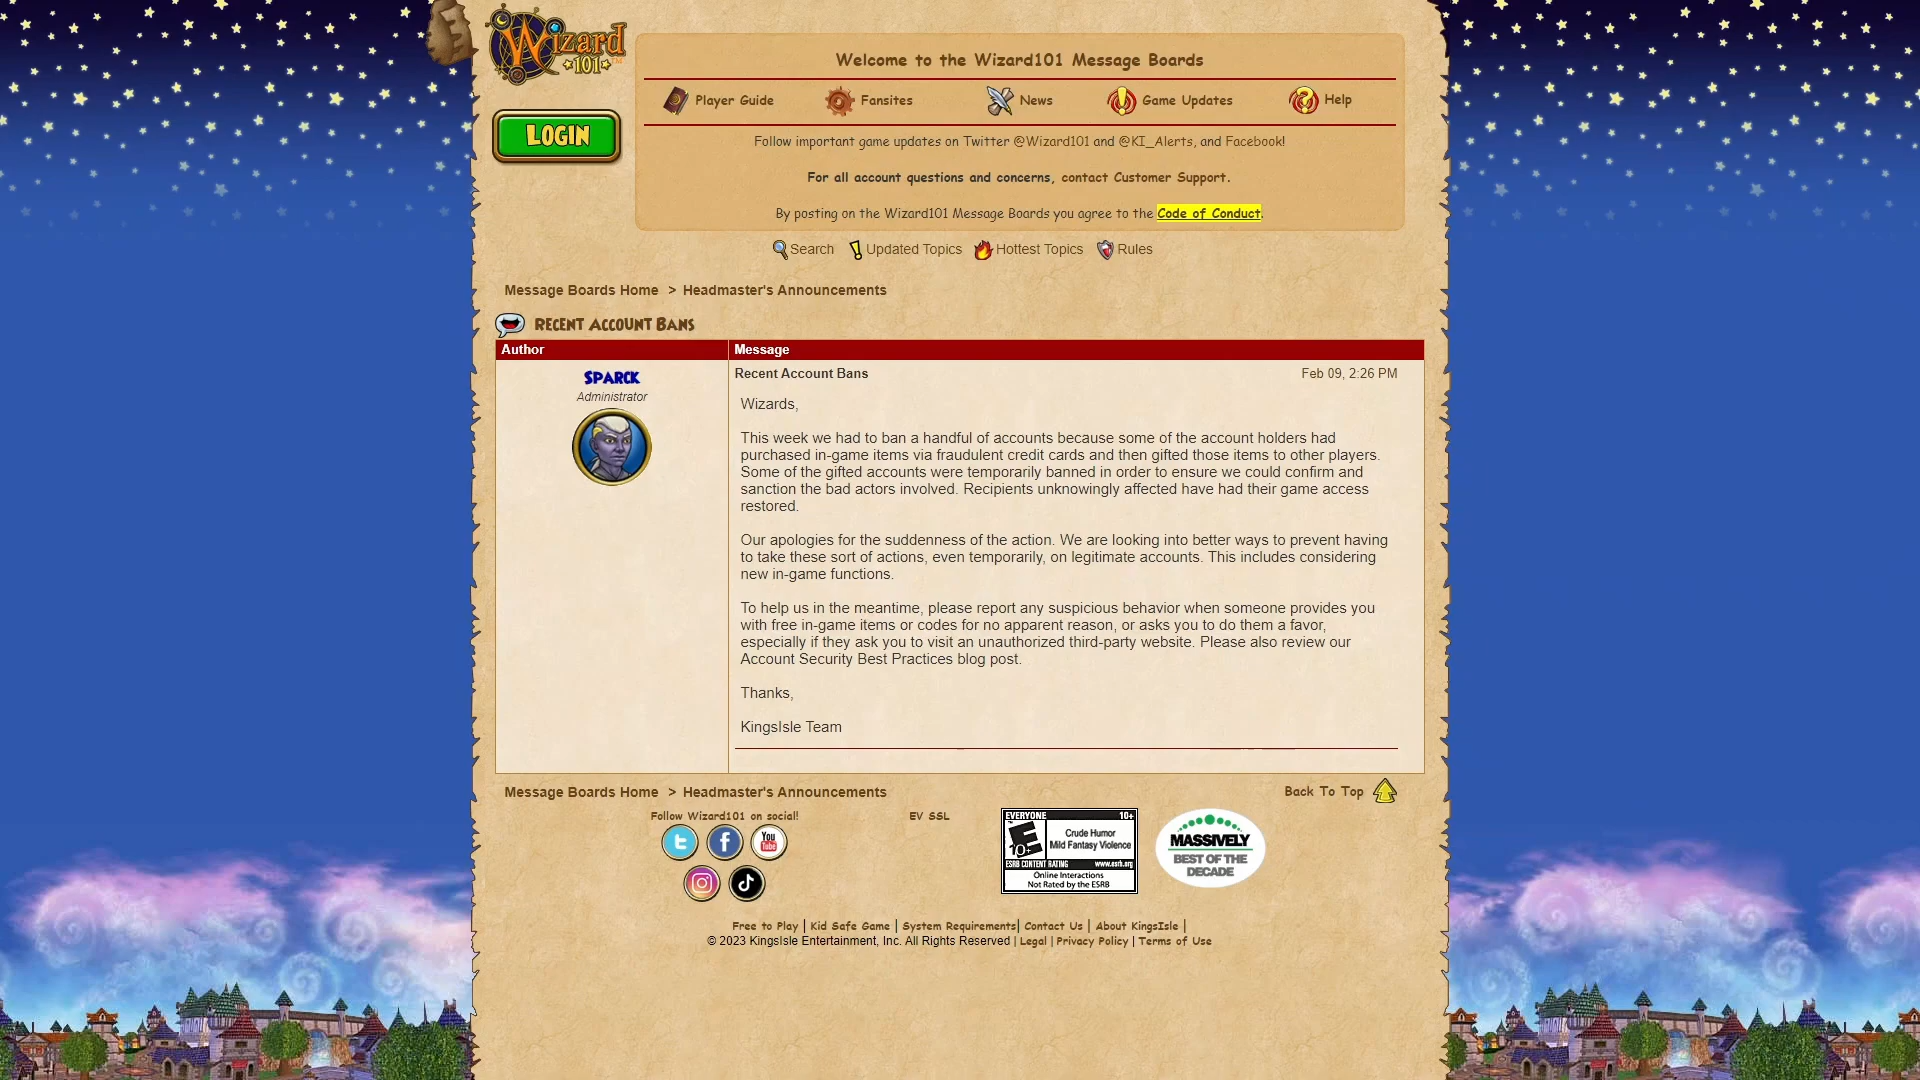 Wizard
101
TM
Welcome to the Wizard101 Message Boards
Player Guide
Fansites
News
Game Updates
Help
LOGIN
Follow important game updates on Twitter @Wizard101 and @KI_Alerts, and Facebook!
For all account questions and concerns, contact Customer Support.
By posting on the Wizard101 Message Boards you agree to the Code of Conduct.
Search
Updated Topics
Hottest Topics
Rules
Message Boards Home > Headmaster's Announcements
RECENT ACCOUNT BANS
Author
Message
SPARCK
Administrator
Recent Account Bans
Feb 09, 2:26 PM
Wizards,
This week we had to ban a handful of accounts because some of the account holders had
purchased in-game items via fraudulent credit cards and then gifted those items to other players.
Some of the gifted accounts were temporarily banned in order to ensure we could confirm and
sanction the bad actors involved. Recipients unknowingly affected have had their game access
restored.
Our apologies for the suddenness of the action. We are looking into better ways to prevent having
to take these sort of actions, even temporarily, on legitimate accounts. This includes considering
new in-game functions.
To help us in the meantime, please report any suspicious behavior when someone provides you
with free in-game items or codes for no apparent reason, or asks you to do them a favor,
especially if they ask you to visit an unauthorized third-party website. Please also review our
Account Security Best Practices blog post.
Thanks,
KingsIsle Team
Message Boards Home > Headmaster's Announcements
Back To Top
Follow Wizard101 on social!
EV SSL
You
Tube
EVERYONE 10+
E
10+
Crude Humor
Mild Fantasy Violence
ESRB CONTENT RATING www.esrb.org
Online Interactions
Not Rated by the ESRB
MASSIVELY
BEST OF THE
DECADE
Free to Play | Kid Safe Game | System Requirements | Contact Us | About KingsIsle |
© 2023 KingsIsle Entertainment, Inc. All Rights Reserved | Legal | Privacy Policy | Terms of Use